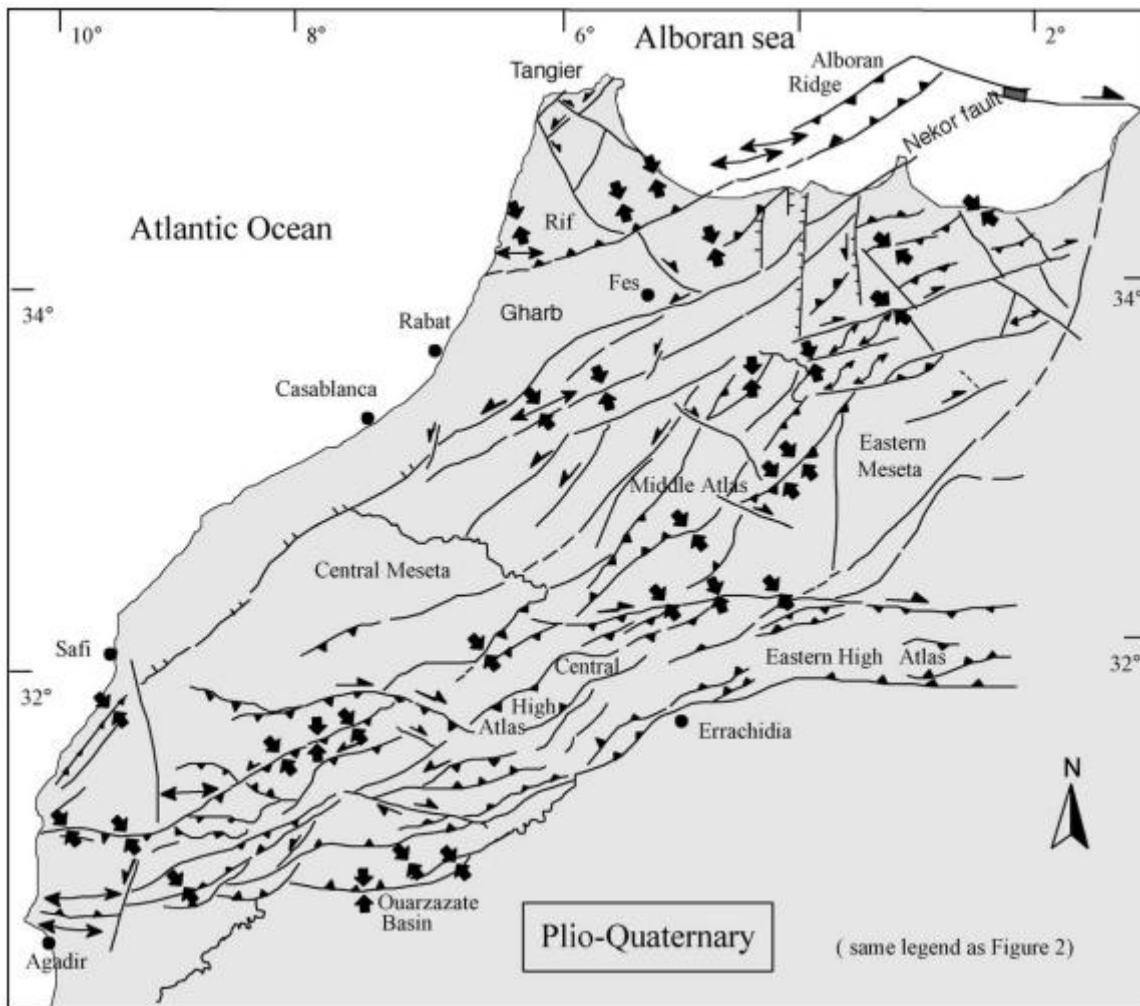 10°
8°
6°
2°
Alboran sea
Tangier
Alboran
Ridge
Nekor fault
Atlantic Ocean
Rif
34°
34°
Fes
Gharb
Rabat
Casablanca
Eastern
Meseta
Middle Atlas
Central Meseta
Safi
32°
32°
Central
High
Atlas
Eastern High Atlas
Errachidia
N
Ouarzazate
Basin
Plio-Quaternary
( same legend as Figure 2)
Agadir